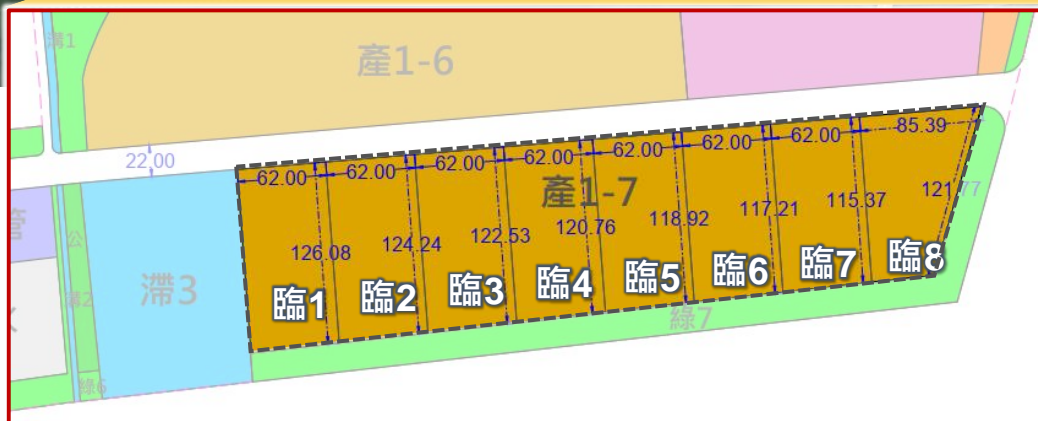 溝1
產1-6
22.00
62.00
62.00
62.00
62.00
62.00
62.00
62.00
85.39
產1-7
126.08
124.24
122.53
120.76
118.92
117.21
115.37
121.77
管
公
滯3
溝2
臨1
臨2
臨3
臨4
臨5
臨6
臨7
臨8
綠7
綠6